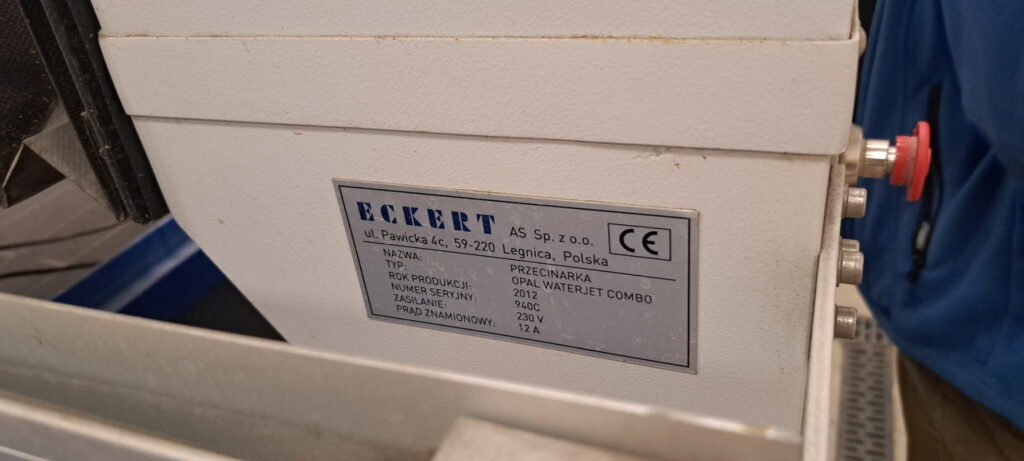 ECKERT AS Sp. z o.o. CE
ul. Pawicka 4c, 59-220 Legnica, Polska
NAZWA: PRZECINARKA
TYP: OPAL WATERJET COMBO
ROK PRODUKCJI: 2012
NUMER SERYJNY: 940C
ZASILANIE: 230 V
PRĄD ZNAMIONOWY: 12 A